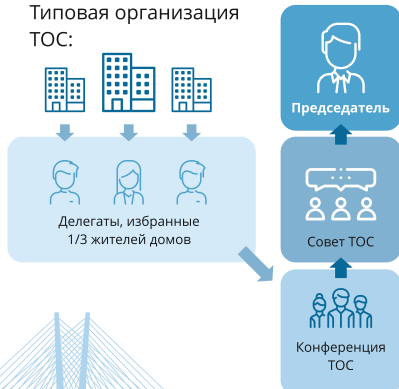 Типовая организация
ТОС:
Председатель
Делегаты, избранные
1/3 жителей домов
Совет ТОС
Конференция
ТОС